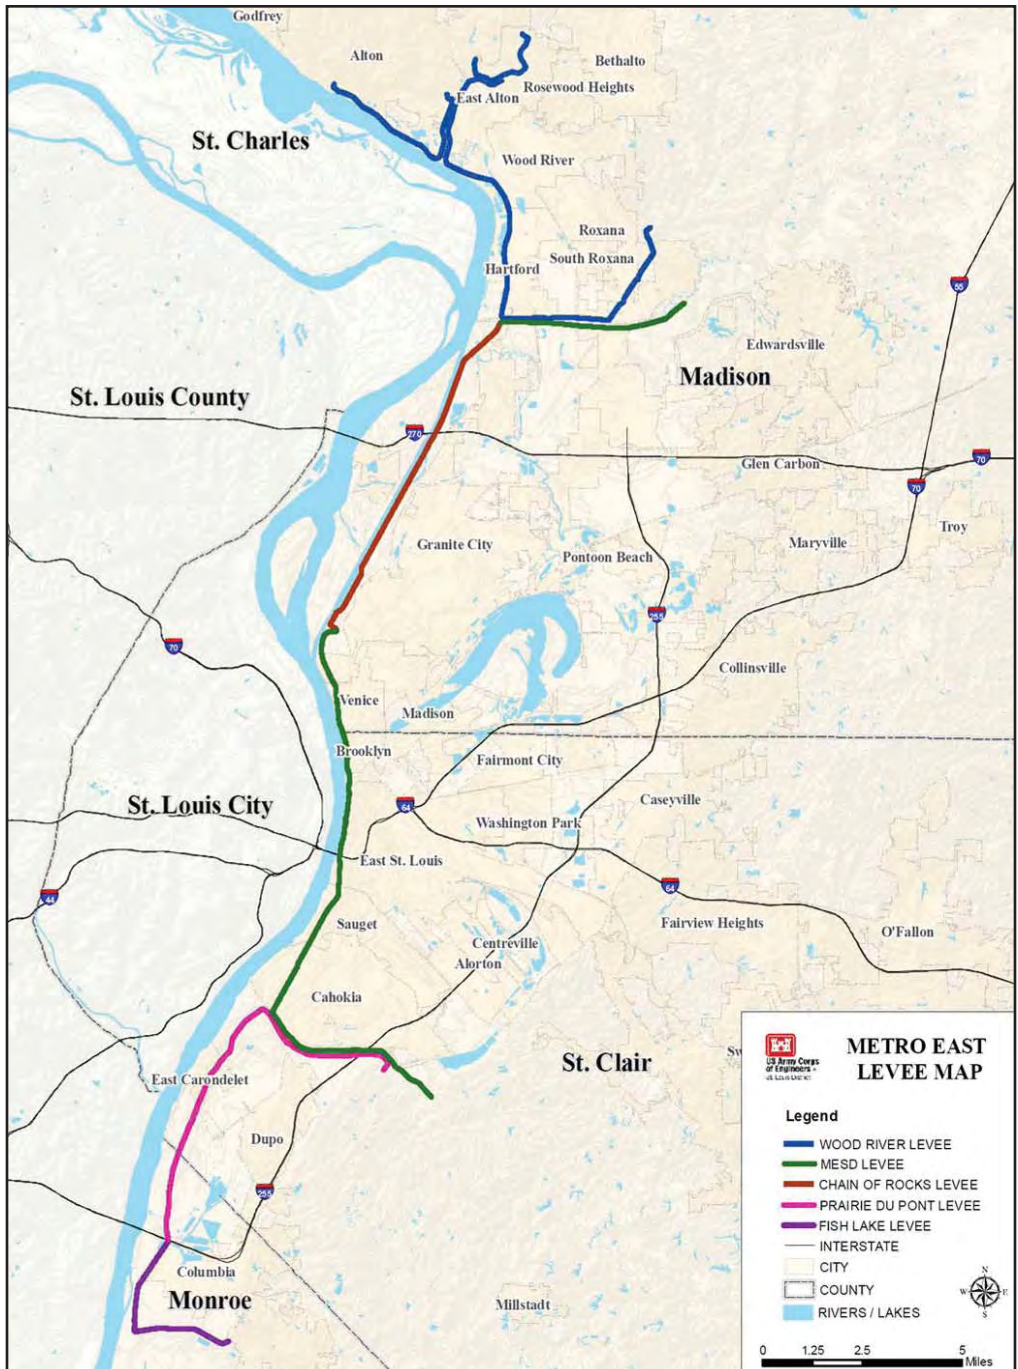 Godfrey
Alton
Bethalto
Rosewood Heights
East Alton
St. Charles
Wood River
Roxana
South Roxana
Hartford
55
Edwardsville
Madison
St. Louis County
270
70
Glen Carbon
70
Troy
Maryville
Granite City
Pontoon Beach
255
70
Collinsville
Venice
Madison
Brooklyn
Fairmont City
St. Louis City
64
Caseyville
Washington Park
East St. Louis
64
44
Sauget
Fairview Heights
O'Fallon
Centreville
Alorton
Cahokia
St. Clair
East Carondelet
Dupo
255
Columbia
Monroe
Millstadt
Sw
US Army Corps
of Engineers
METRO EAST
LEVEE MAP
Legend
WOOD RIVER LEVEE
MESD LEVEE
CHAIN OF ROCKS LEVEE
PRAIRIE DU PONT LEVEE
FISH LAKE LEVEE
INTERSTATE
CITY
COUNTY
RIVERS / LAKES
N
W E
S
0 1.25 2.5 5
Miles